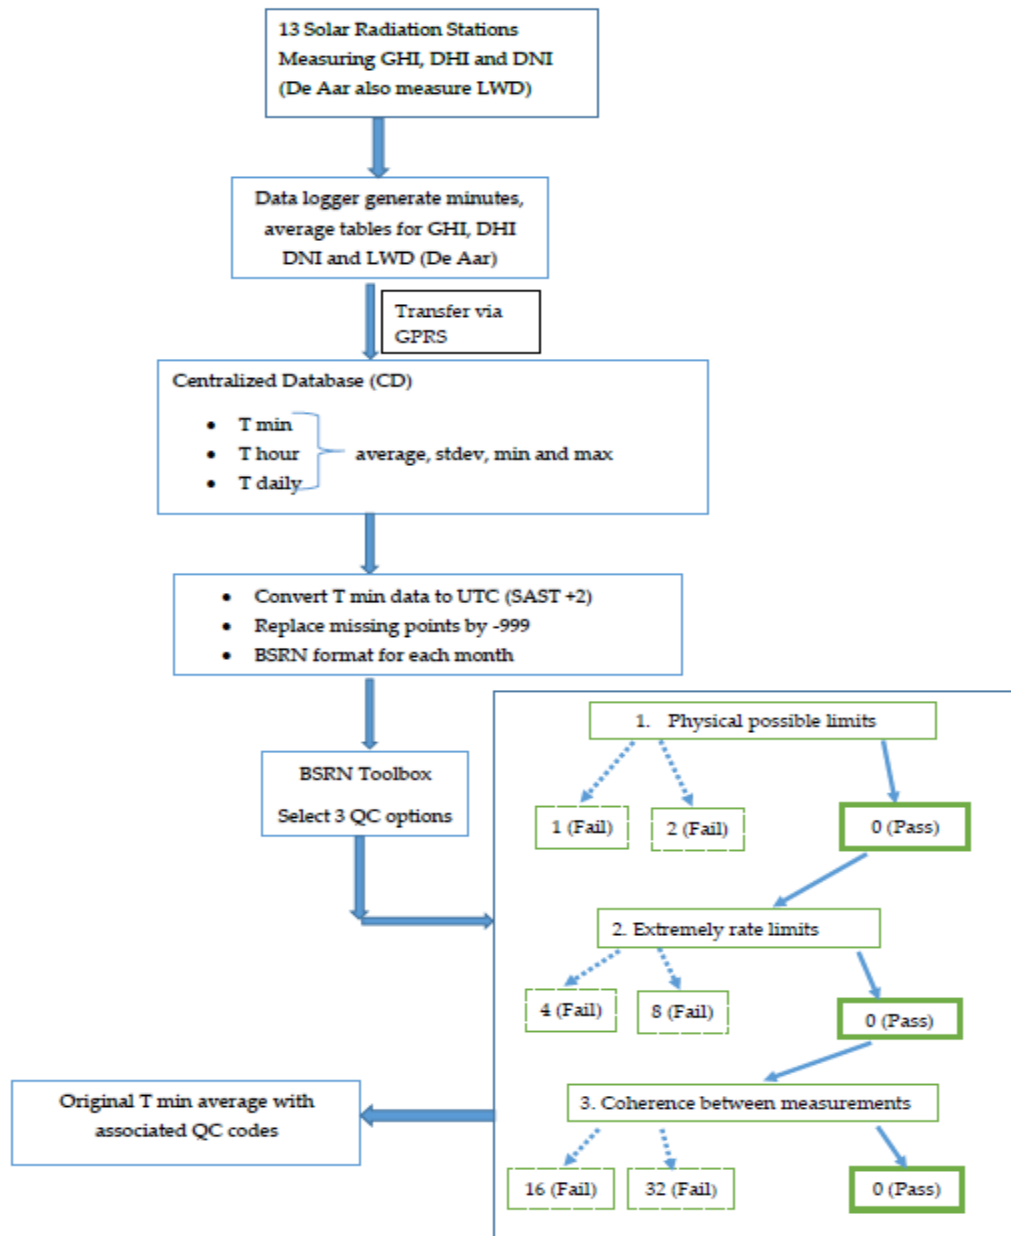 13 Solar Radiation Stations
Measuring GHI, DHI and DNI
(De Aar also measure LWD)
Data logger generate minutes,
average tables for GHI, DHI
DNI and LWD (De Aar)
Transfer via
GPRS
Centralized Database (CD)
• T min
• T hour
• T daily
average, stdev, min and max
• Convert T min data to UTC (SAST +2)
• Replace missing points by -999
• BSRN format for each month
BSRN Toolbox
Select 3 QC options
1. Physical possible limits
1 (Fail)
2 (Fail)
0 (Pass)
2. Extremely rate limits
4 (Fail)
8 (Fail)
0 (Pass)
3. Coherence between measurements
16 (Fail)
32 (Fail)
0 (Pass)
Original T min average with
associated QC codes